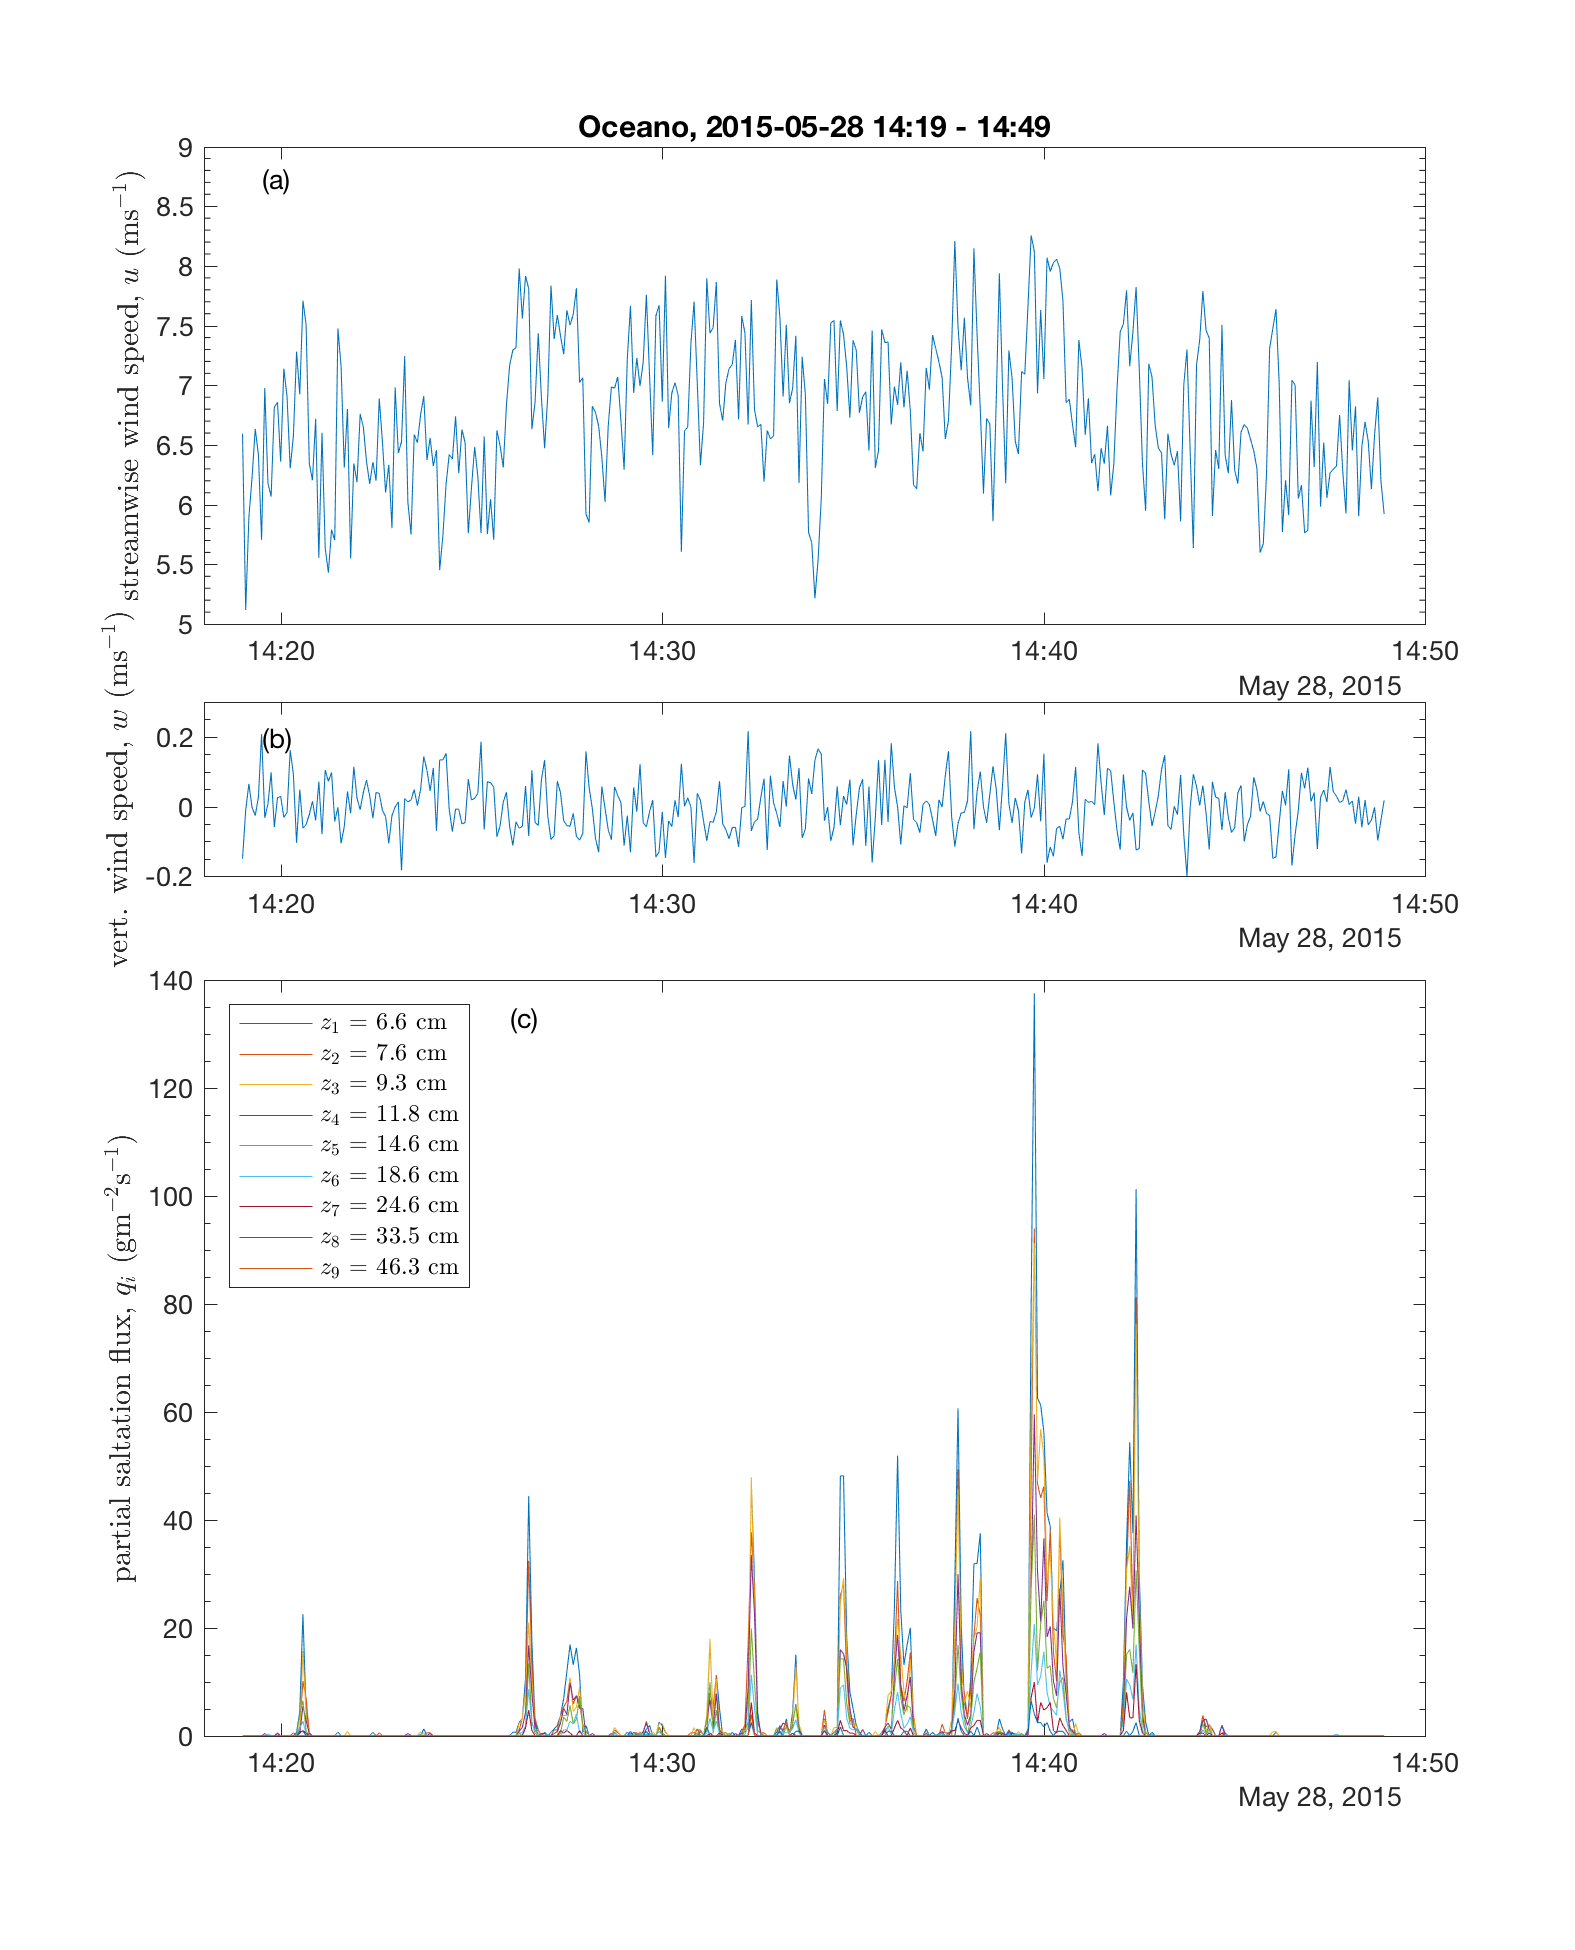 Oceano, 2015-05-28 14:19 - 14:49
(a)
streamwise wind speed, u (ms⁻¹)
9
8.5
8
7.5
7
6.5
6
5.5
5
14:20 14:30 14:40 14:50
May 28, 2015
(b)
vert. wind speed, w (ms⁻¹)
0.2
0
-0.2
14:20 14:30 14:40 14:50
May 28, 2015
(c)
partial saltation flux, qᵢ (gm⁻²s⁻¹)
140
120
100
80
60
40
20
0
z₁ = 6.6 cm
z₂ = 7.6 cm
z₃ = 9.3 cm
z₄ = 11.8 cm
z₅ = 14.6 cm
z₆ = 18.6 cm
z₇ = 24.6 cm
z₈ = 33.5 cm
z₉ = 46.3 cm
14:20 14:30 14:40 14:50
May 28, 2015